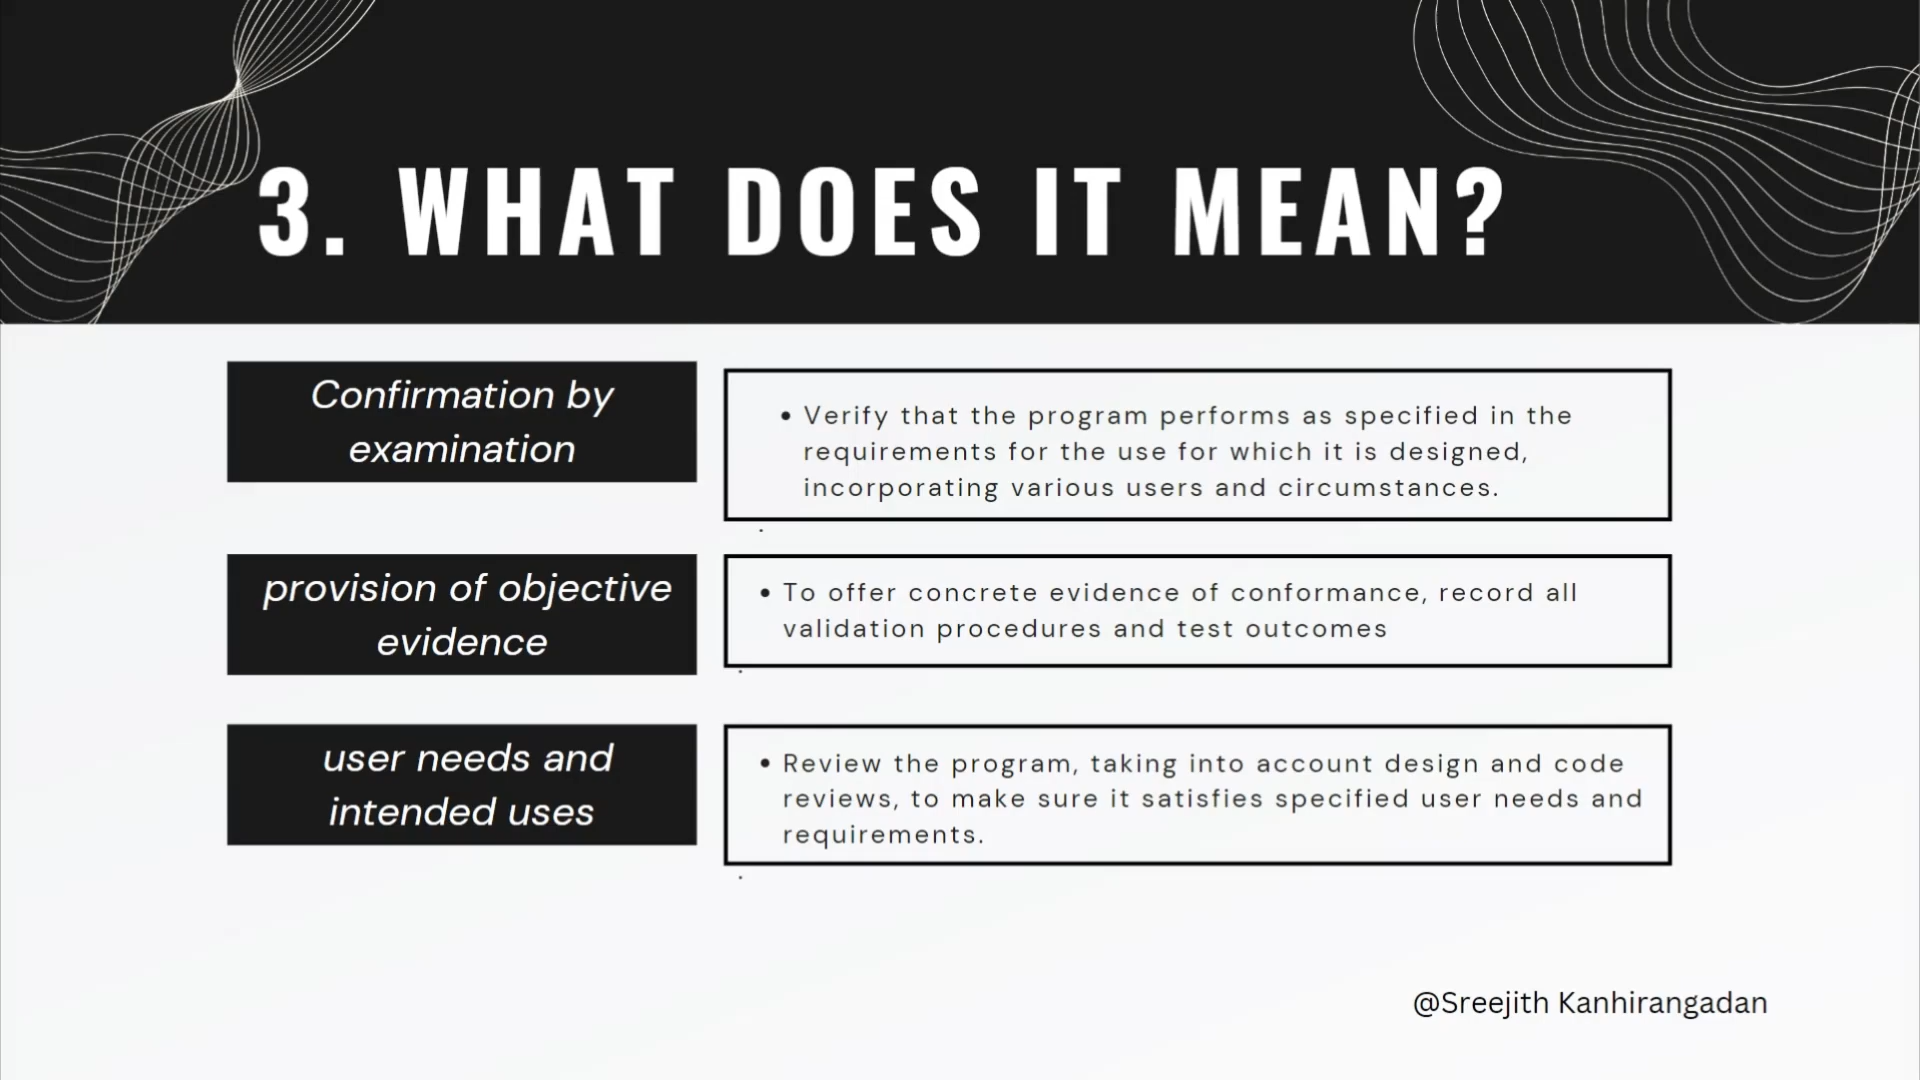 3. WHAT DOES IT MEAN?
Confirmation by
examination
• Verify that the program performs as specified in the
requirements for the use for which it is designed,
incorporating various users and circumstances.
provision of objective
evidence
• To offer concrete evidence of conformance, record all
validation procedures and test outcomes
user needs and
intended uses
• Review the program, taking into account design and code
reviews, to make sure it satisfies specified user needs and
requirements.
@Sreejith Kanhirangadan